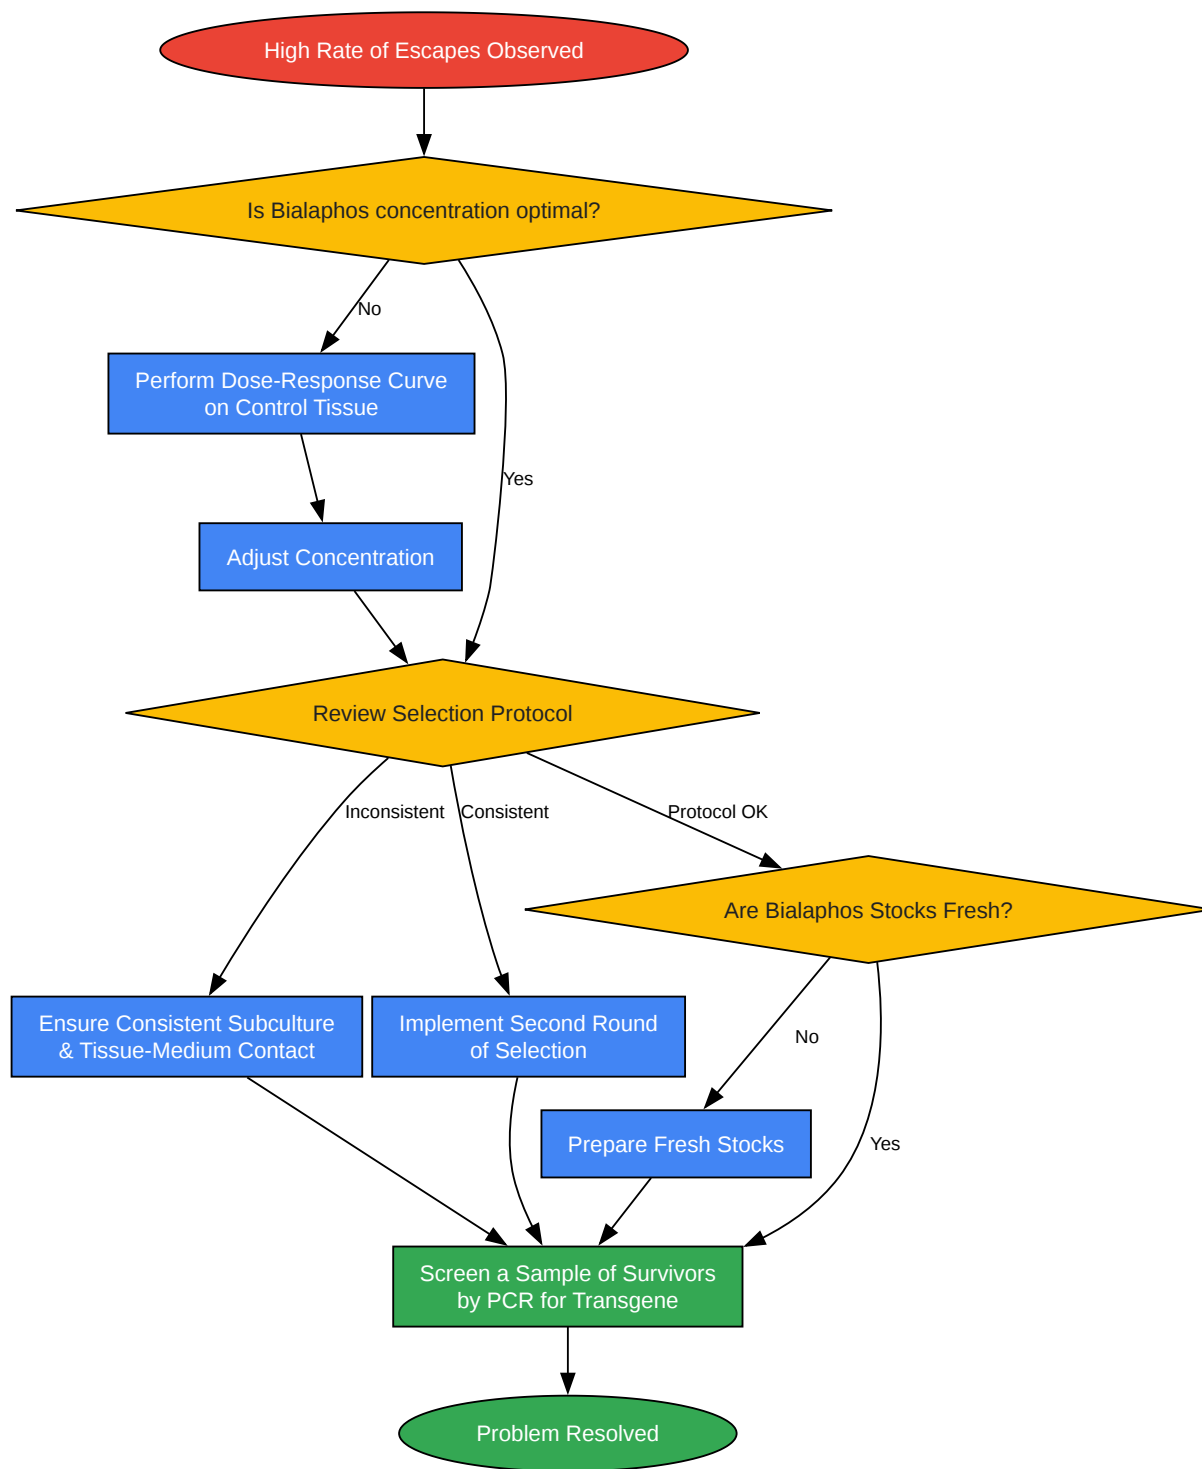 High Rate of Escapes Observed
Is Bialaphos concentration optimal?
No
Perform Dose-Response Curve
on Control Tissue
Yes
Adjust Concentration
Review Selection Protocol
Inconsistent
Consistent
Protocol OK
Are Bialaphos Stocks Fresh?
Ensure Consistent Subculture
& Tissue-Medium Contact
Implement Second Round
of Selection
No
Prepare Fresh Stocks
Yes
Screen a Sample of Survivors
by PCR for Transgene
Problem Resolved